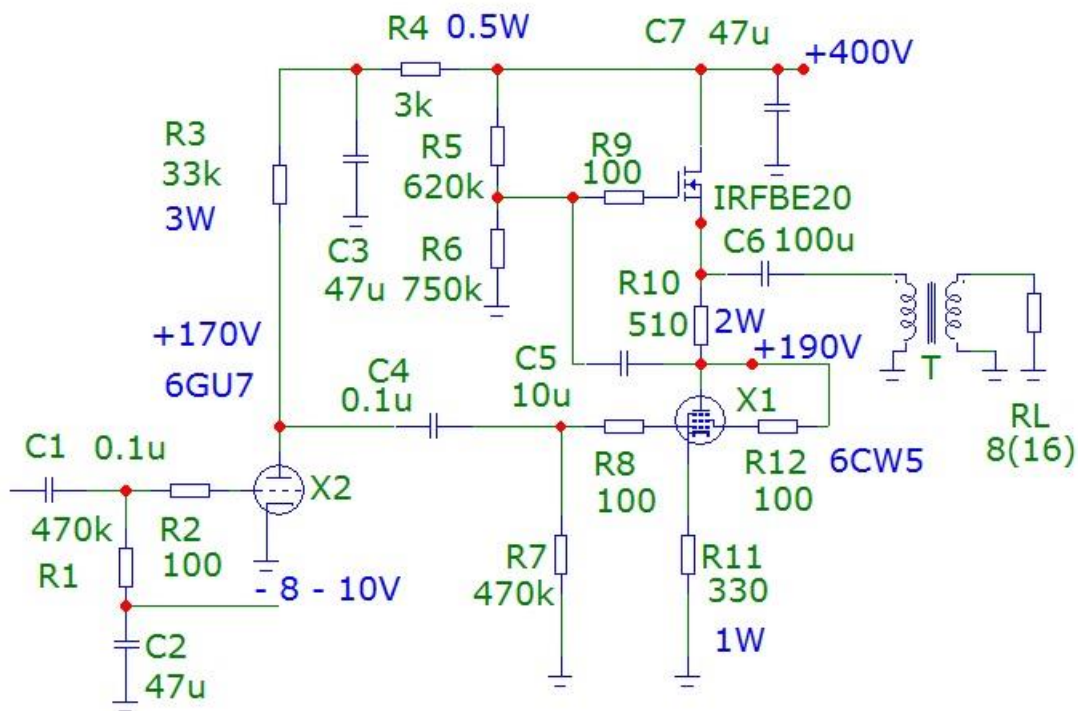 R4 0.5W
C7 47u
+400V
3k
R3
33k
3W
R5
620k
R9
100
IRFBE20
C3
47u
R6
750k
C6 100u
R10
510
2W
+190V
+170V
6GU7
C4
0.1u
C5
10u
X1
T
RL
8(16)
C1 0.1u
X2
R8
100
R12
100
6CW5
470k
R1
R2
100
- 8 - 10V
R7
470k
R11
330
1W
C2
47u